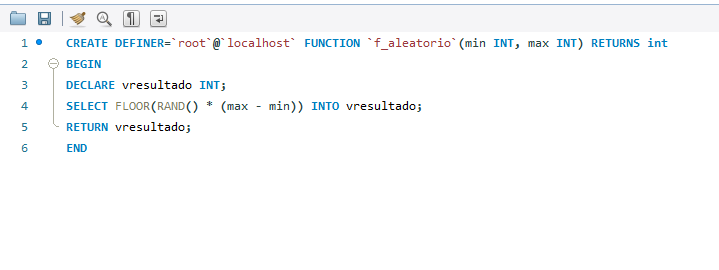 1 CREATE DEFINER=`root`@`localhost` FUNCTION `f_aleatorio`(min INT, max INT) RETURNS int
2 BEGIN
3 DECLARE vresultado INT;
4 SELECT FLOOR(RAND() * (max - min)) INTO vresultado;
5 RETURN vresultado;
6 END